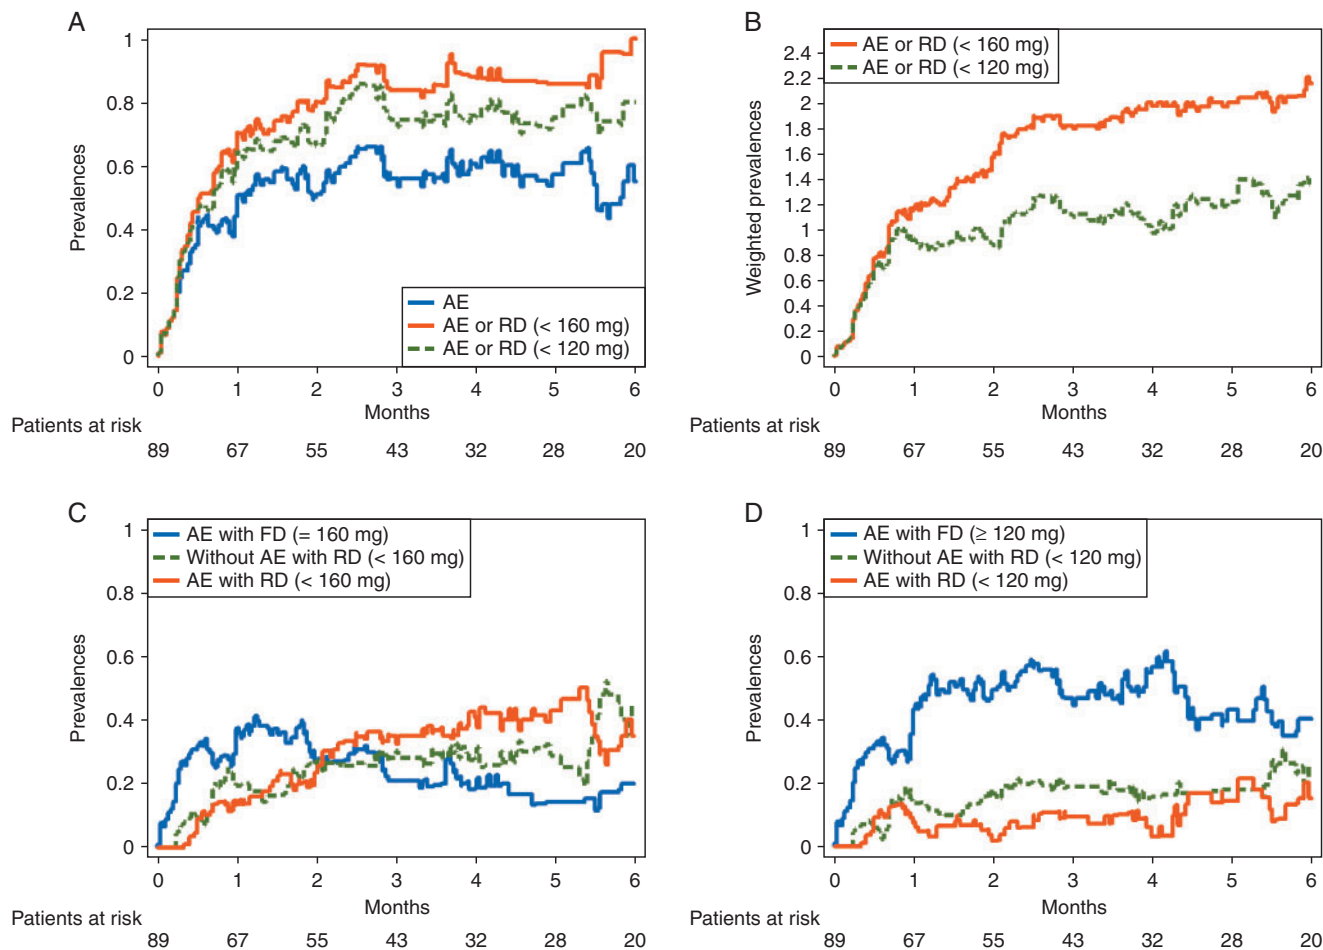 A
Prevalences
1
0.8
0.6
0.4
0.2
0
AE
AE or RD (< 160 mg)
AE or RD (< 120 mg)
0 1 2 3 4 5 6
Months
Patients at risk
89 67 55 43 32 28 20
B
Weighted prevalences
2.4
2.2
2
1.8
1.6
1.4
1.2
1
0.8
0.6
0.4
0.2
0
AE or RD (< 160 mg)
AE or RD (< 120 mg)
0 1 2 3 4 5 6
Months
Patients at risk
89 67 55 43 32 28 20
C
Prevalences
1
0.8
0.6
0.4
0.2
0
AE with FD (= 160 mg)
Without AE with RD (< 160 mg)
AE with RD (< 160 mg)
0 1 2 3 4 5 6
Months
Patients at risk
89 67 55 43 32 28 20
D
Prevalences
1
0.8
0.6
0.4
0.2
0
AE with FD (≥ 120 mg)
Without AE with RD (< 120 mg)
AE with RD (< 120 mg)
0 1 2 3 4 5 6
Months
Patients at risk
89 67 55 43 32 28 20